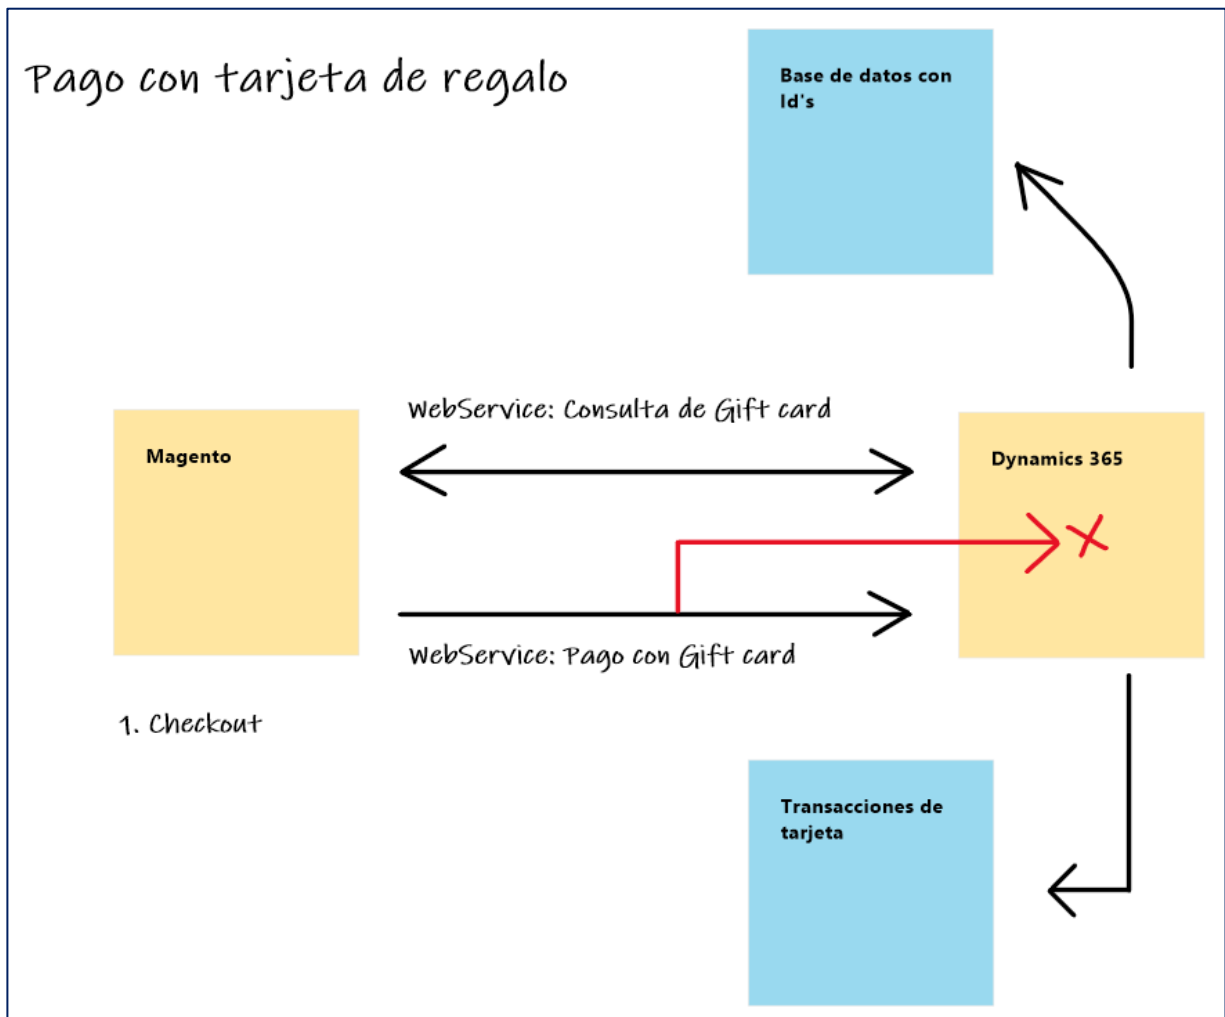 Pago con tarjeta de regalo
Base de datos con
Id's
WebService: Consulta de Gift card
Magento
Dynamics 365
WebService: Pago con Gift card
1. Checkout
Transacciones de
tarjeta